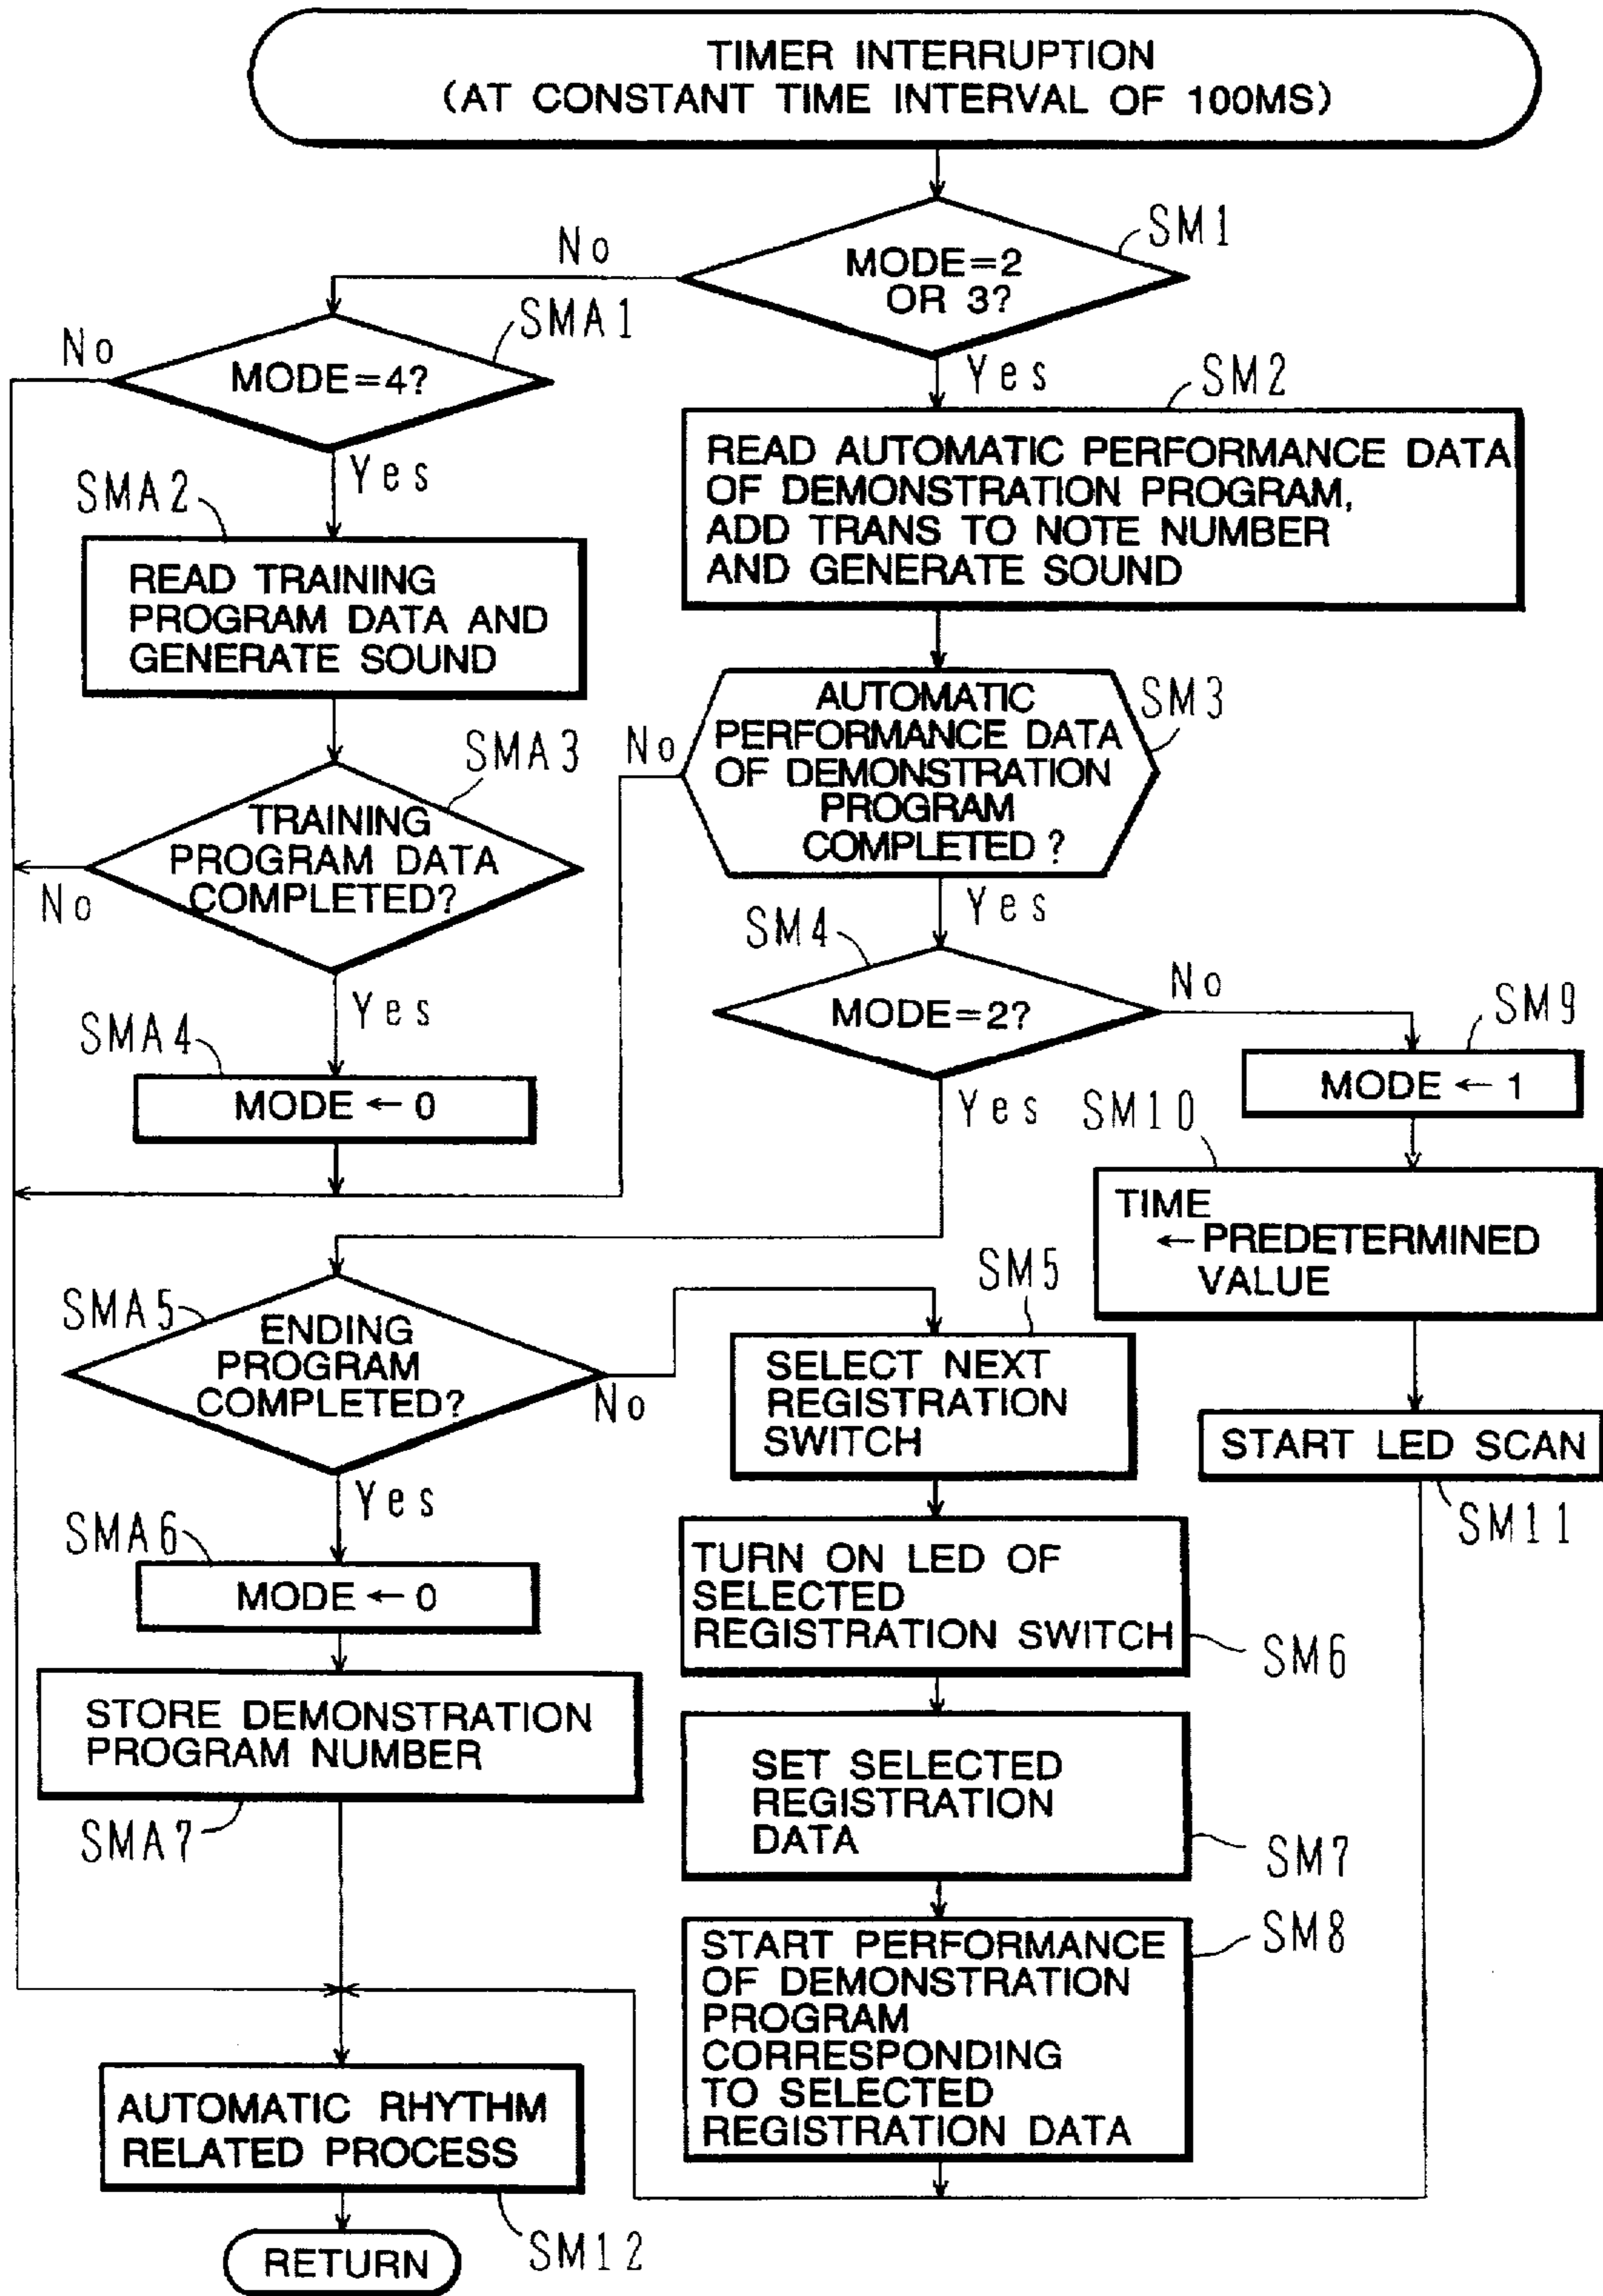 TIMER INTERRUPTION
(AT CONSTANT TIME INTERVAL OF 100MS)
SM1
No
MODE=2
OR 3?
SMA1
No
MODE=4?
Yes
SM2
READ AUTOMATIC PERFORMANCE DATA
OF DEMONSTRATION PROGRAM,
ADD TRANS TO NOTE NUMBER
AND GENERATE SOUND
Yes
SMA2
READ TRAINING
PROGRAM DATA AND
GENERATE SOUND
SM3
AUTOMATIC
PERFORMANCE DATA
OF DEMONSTRATION
PROGRAM
COMPLETED ?
No
SMA3
TRAINING
PROGRAM DATA
COMPLETED?
No
Yes
SM4
MODE=2?
No
Yes
SMA4
MODE ← 0
Yes
SM9
MODE ← 1
SM10
TIME
← PREDETERMINED
VALUE
SMA5
ENDING
PROGRAM
COMPLETED?
No
SM5
SELECT NEXT
REGISTRATION
SWITCH
START LED SCAN
SM11
Yes
SMA6
MODE ← 0
TURN ON LED OF
SELECTED
REGISTRATION SWITCH
SM6
STORE DEMONSTRATION
PROGRAM NUMBER
SMA7
SET SELECTED
REGISTRATION
DATA
SM7
SM8
START PERFORMANCE
OF DEMONSTRATION
PROGRAM
CORRESPONDING
TO SELECTED
REGISTRATION DATA
AUTOMATIC RHYTHM
RELATED PROCESS
SM12
RETURN